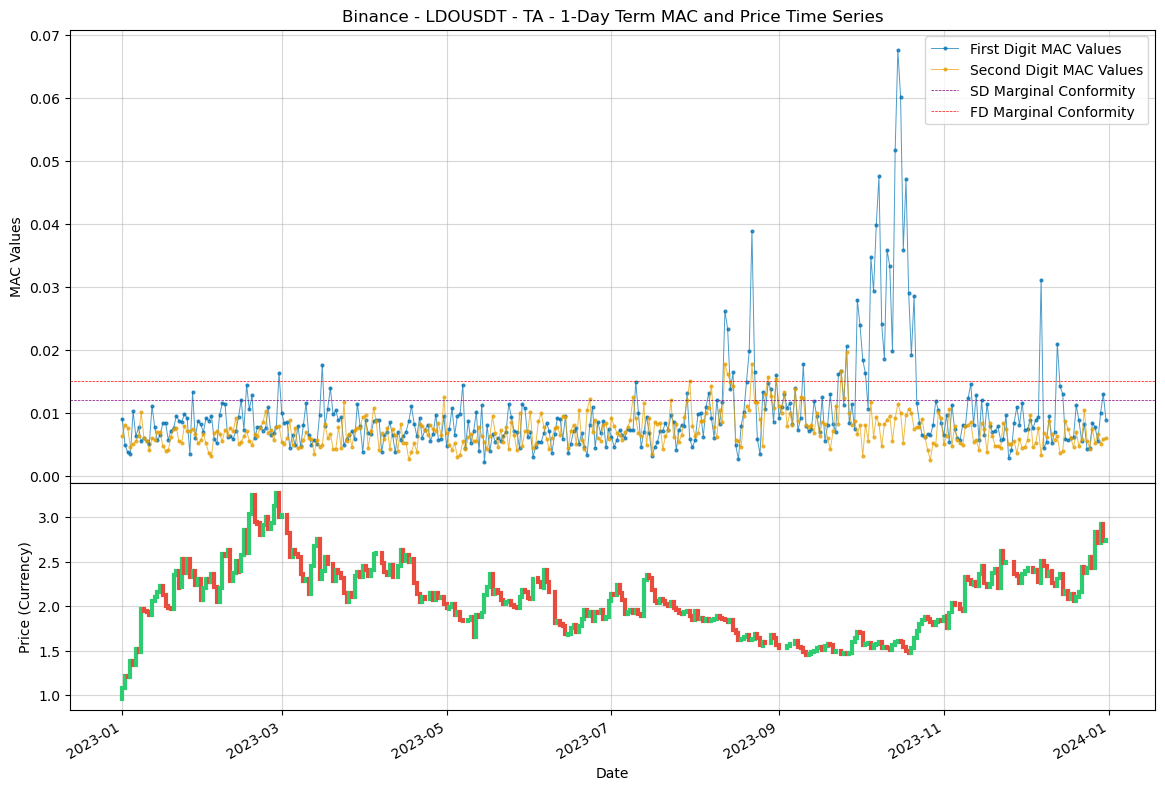 Binance - LDOUSDT - TA - 1-Day Term MAC and Price Time Series
First Digit MAC Values
Second Digit MAC Values
SD Marginal Conformity
FD Marginal Conformity
MAC Values
0.07
0.06
0.05
0.04
0.03
0.02
0.01
0.00
Price (Currency)
3.0
2.5
2.0
1.5
1.0
2023-01
2023-03
2023-05
2023-07
2023-09
2023-11
2024-01
Date